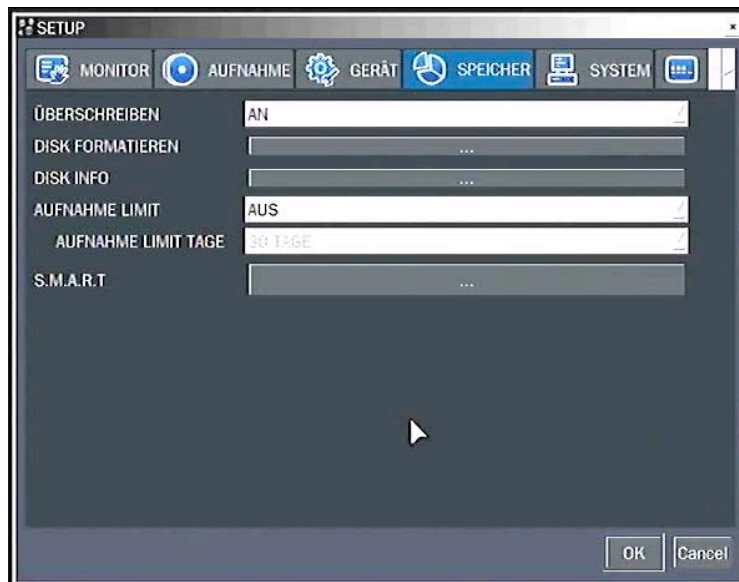 SETUP
MONITOR AUFNAHME GERÄT SPEICHER SYSTEM
ÜBERSCHREIBEN AN
DISK FORMATIEREN ...
DISK INFO ...
AUFNAHME LIMIT AUS
AUFNAHME LIMIT TAGE 30 TAGE
S.M.A.R.T ...
OK Cancel